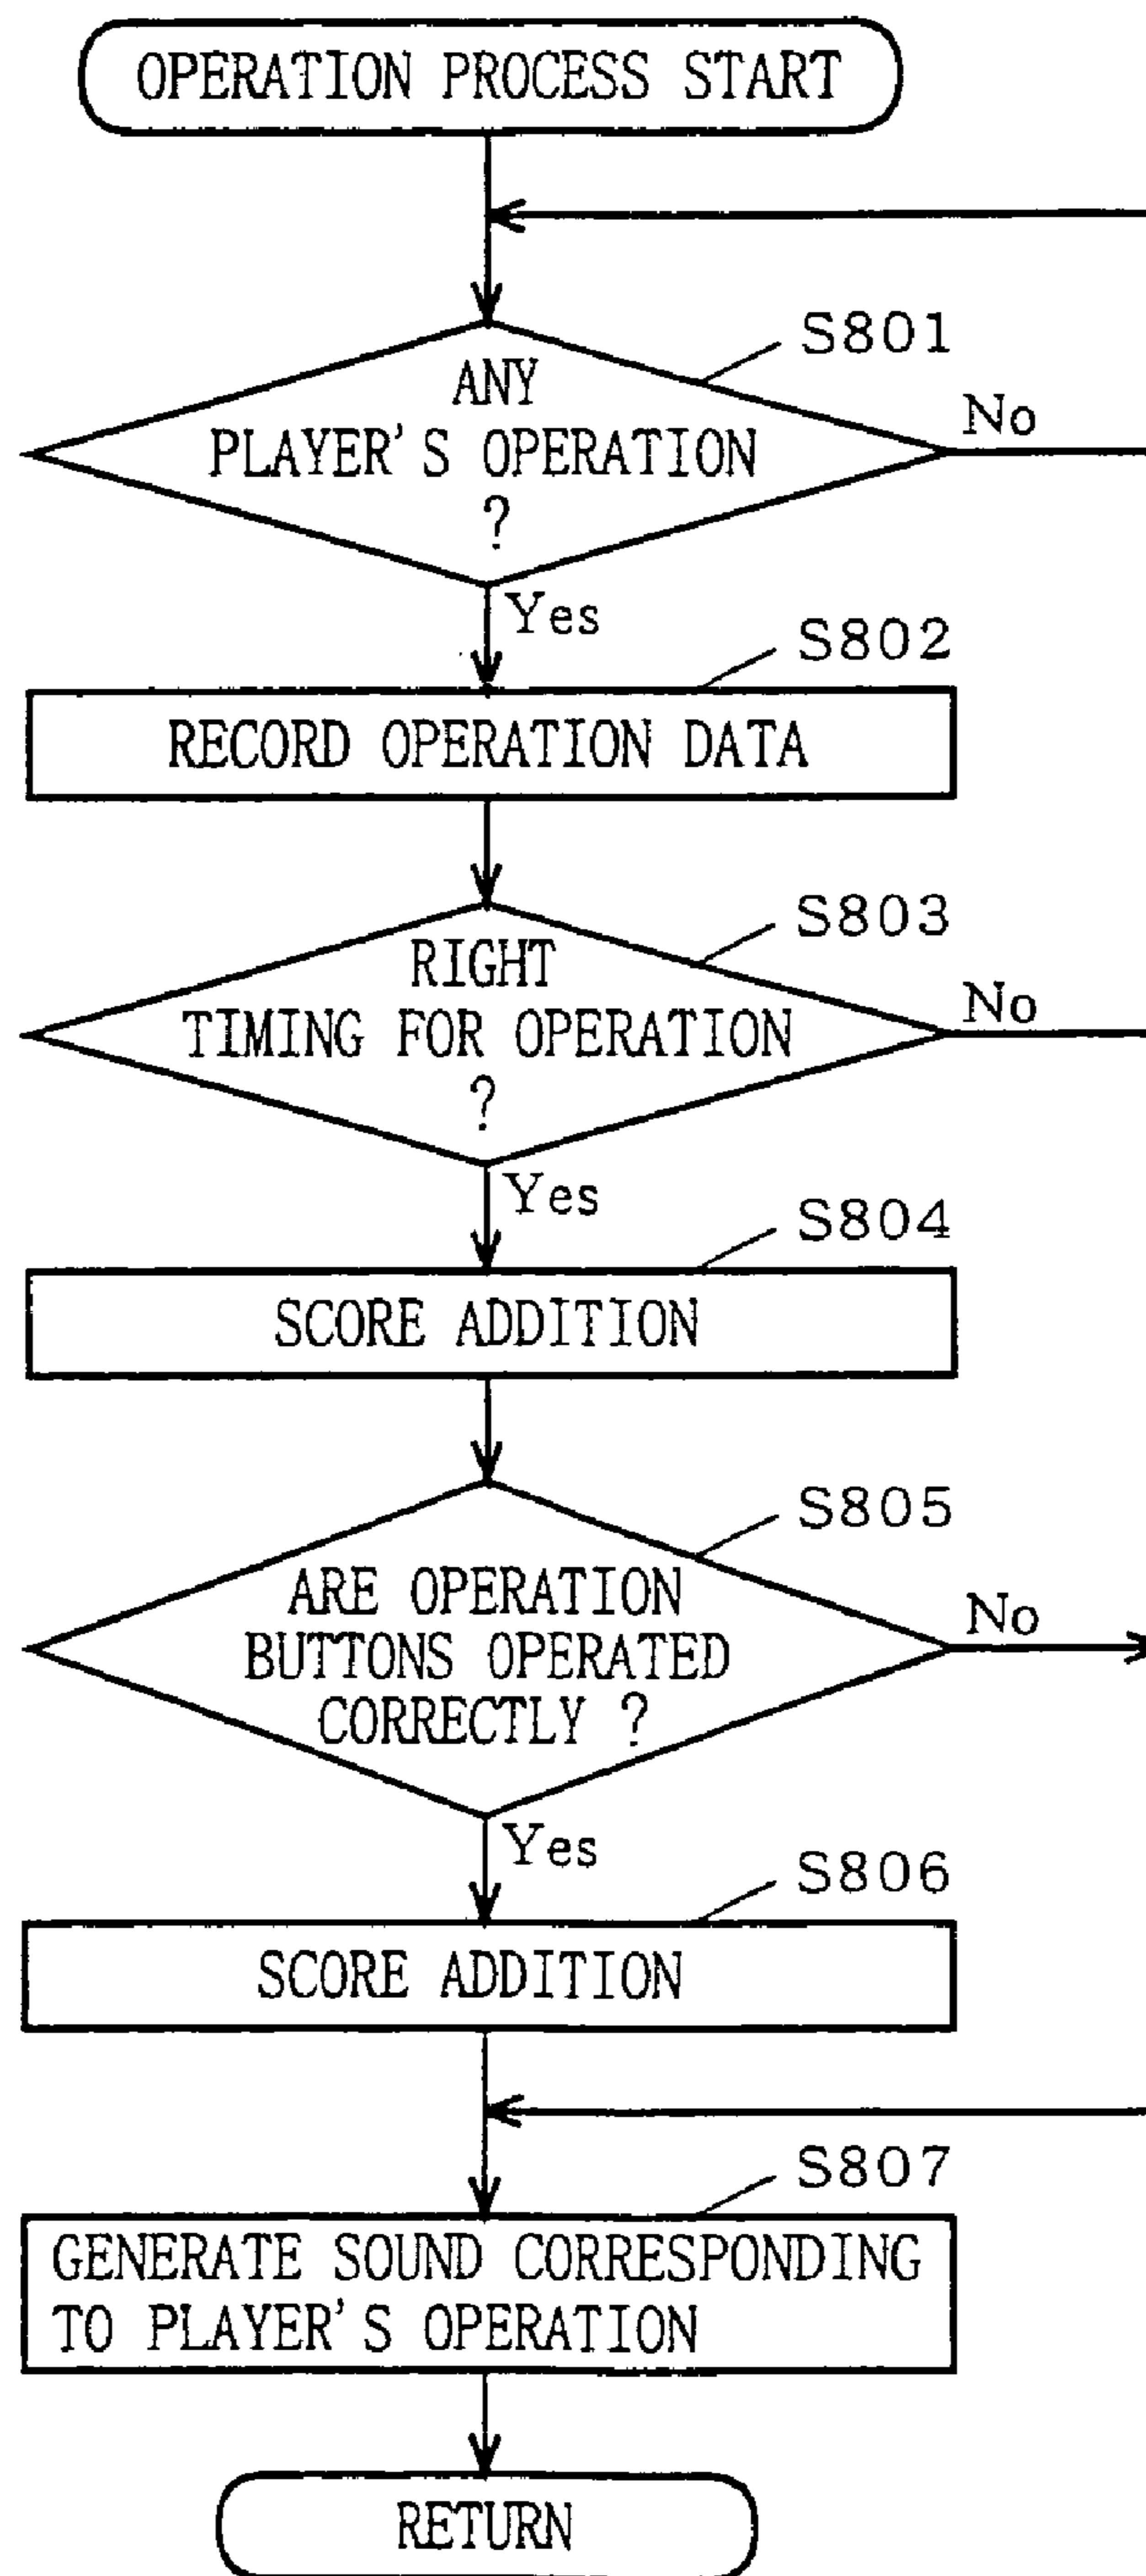 OPERATION PROCESS START
S801
ANY
PLAYER'S OPERATION
?
No
Yes
S802
RECORD OPERATION DATA
S803
RIGHT
TIMING FOR OPERATION
?
No
Yes
S804
SCORE ADDITION
S805
ARE OPERATION
BUTTONS OPERATED
CORRECTLY ?
No
Yes
S806
SCORE ADDITION
S807
GENERATE SOUND CORRESPONDING
TO PLAYER'S OPERATION
RETURN